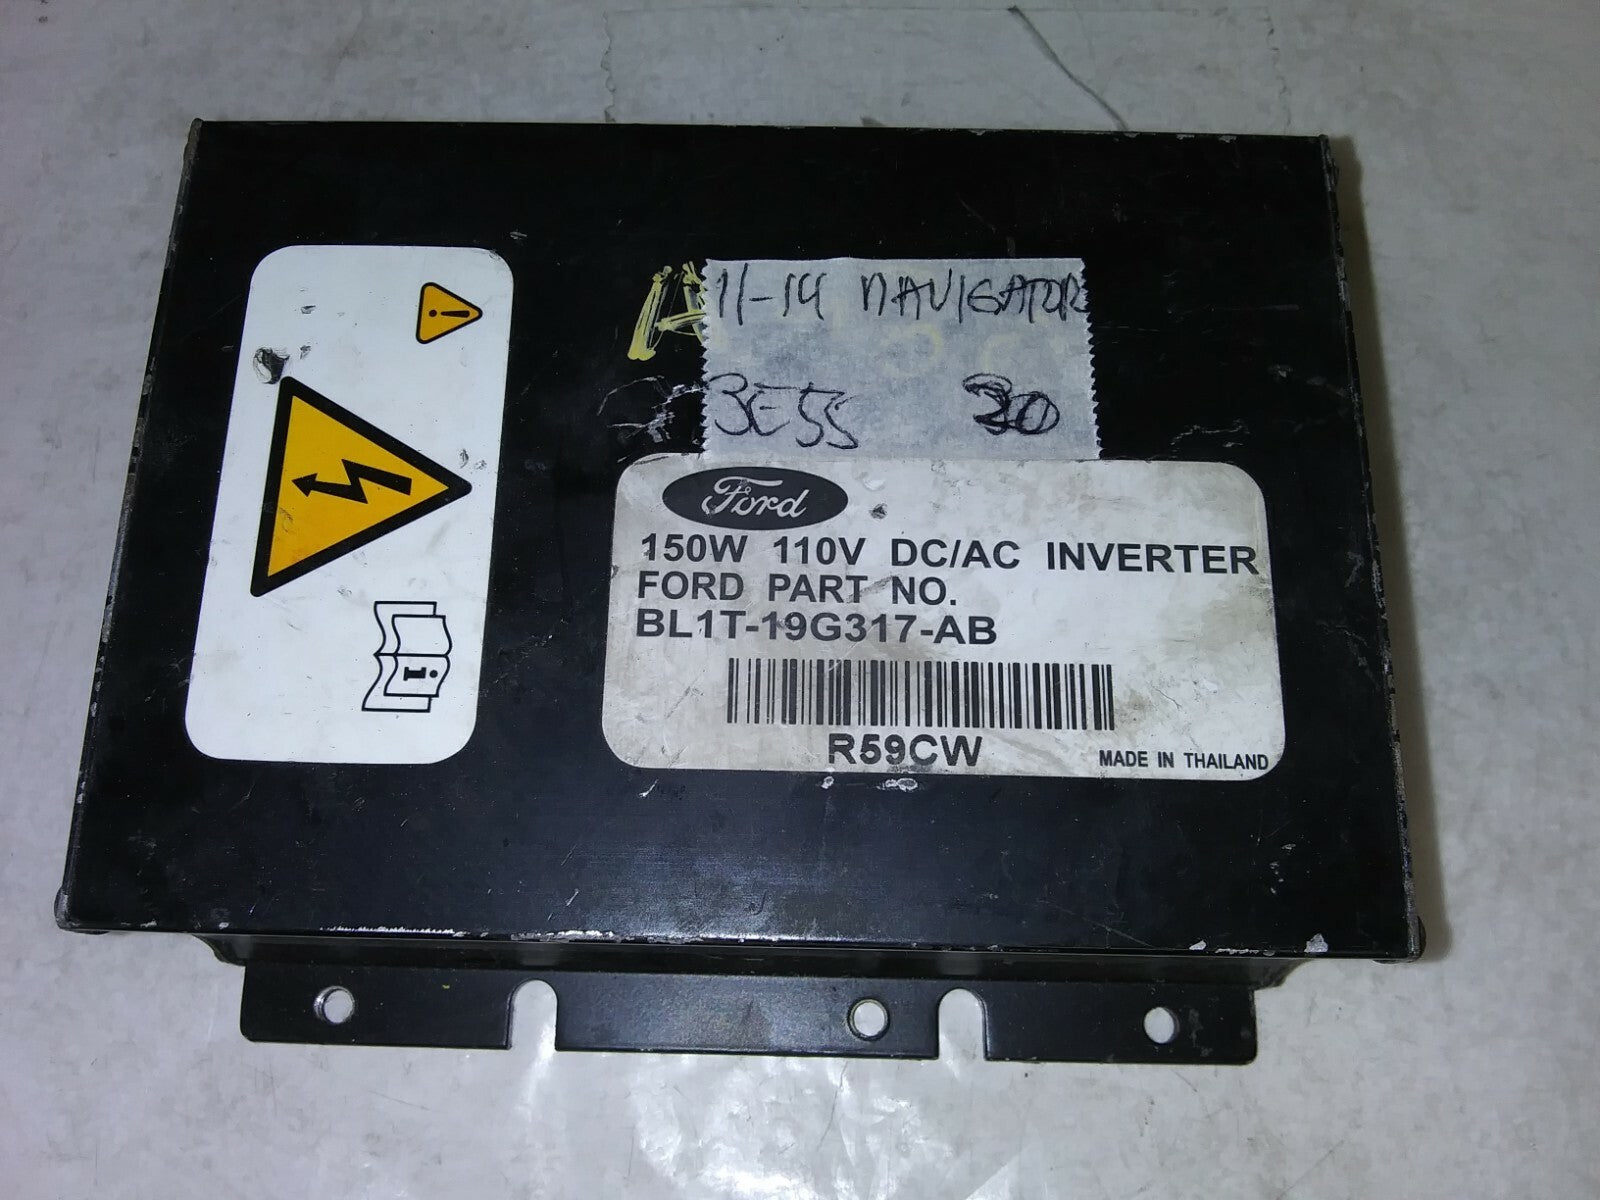 11-14 NAVIGATOR
3E55 30
Ford
150W 110V DC/AC INVERTER
FORD PART NO.
BL1T-19G317-AB
R59CW
MADE IN THAILAND
i